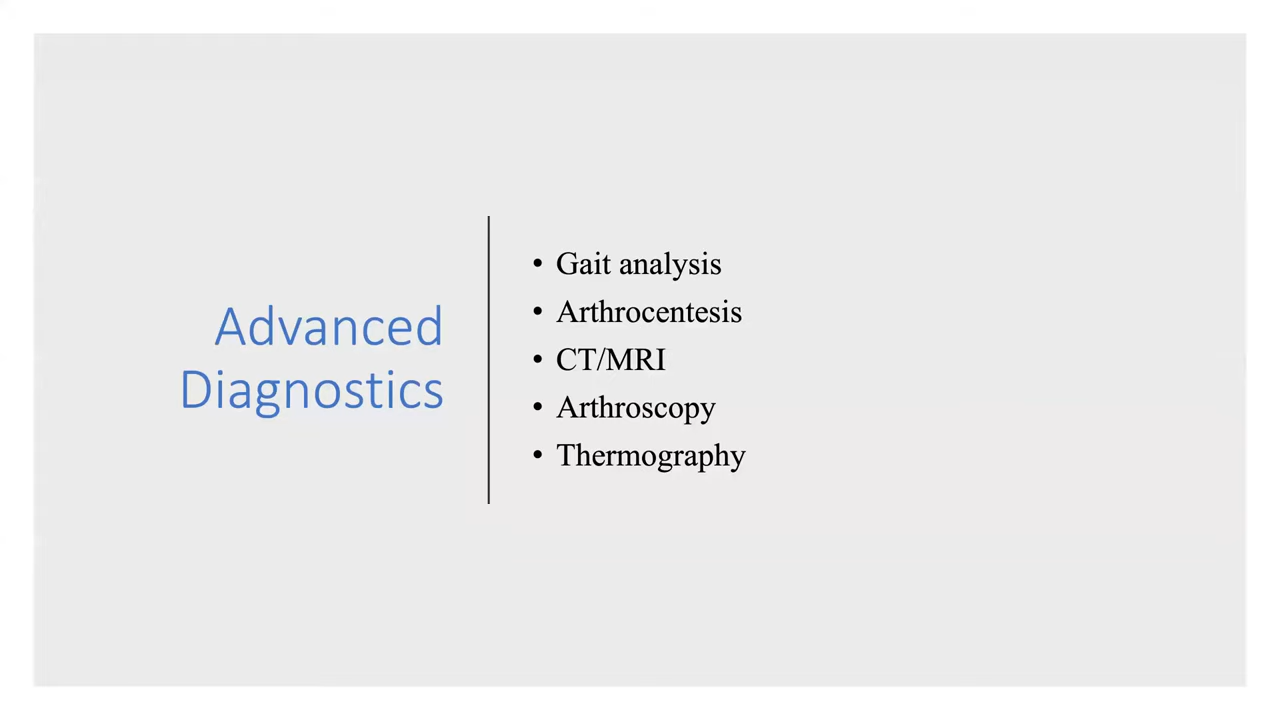 Advanced
Diagnostics
• Gait analysis
• Arthrocentesis
• CT/MRI
• Arthroscopy
• Thermography